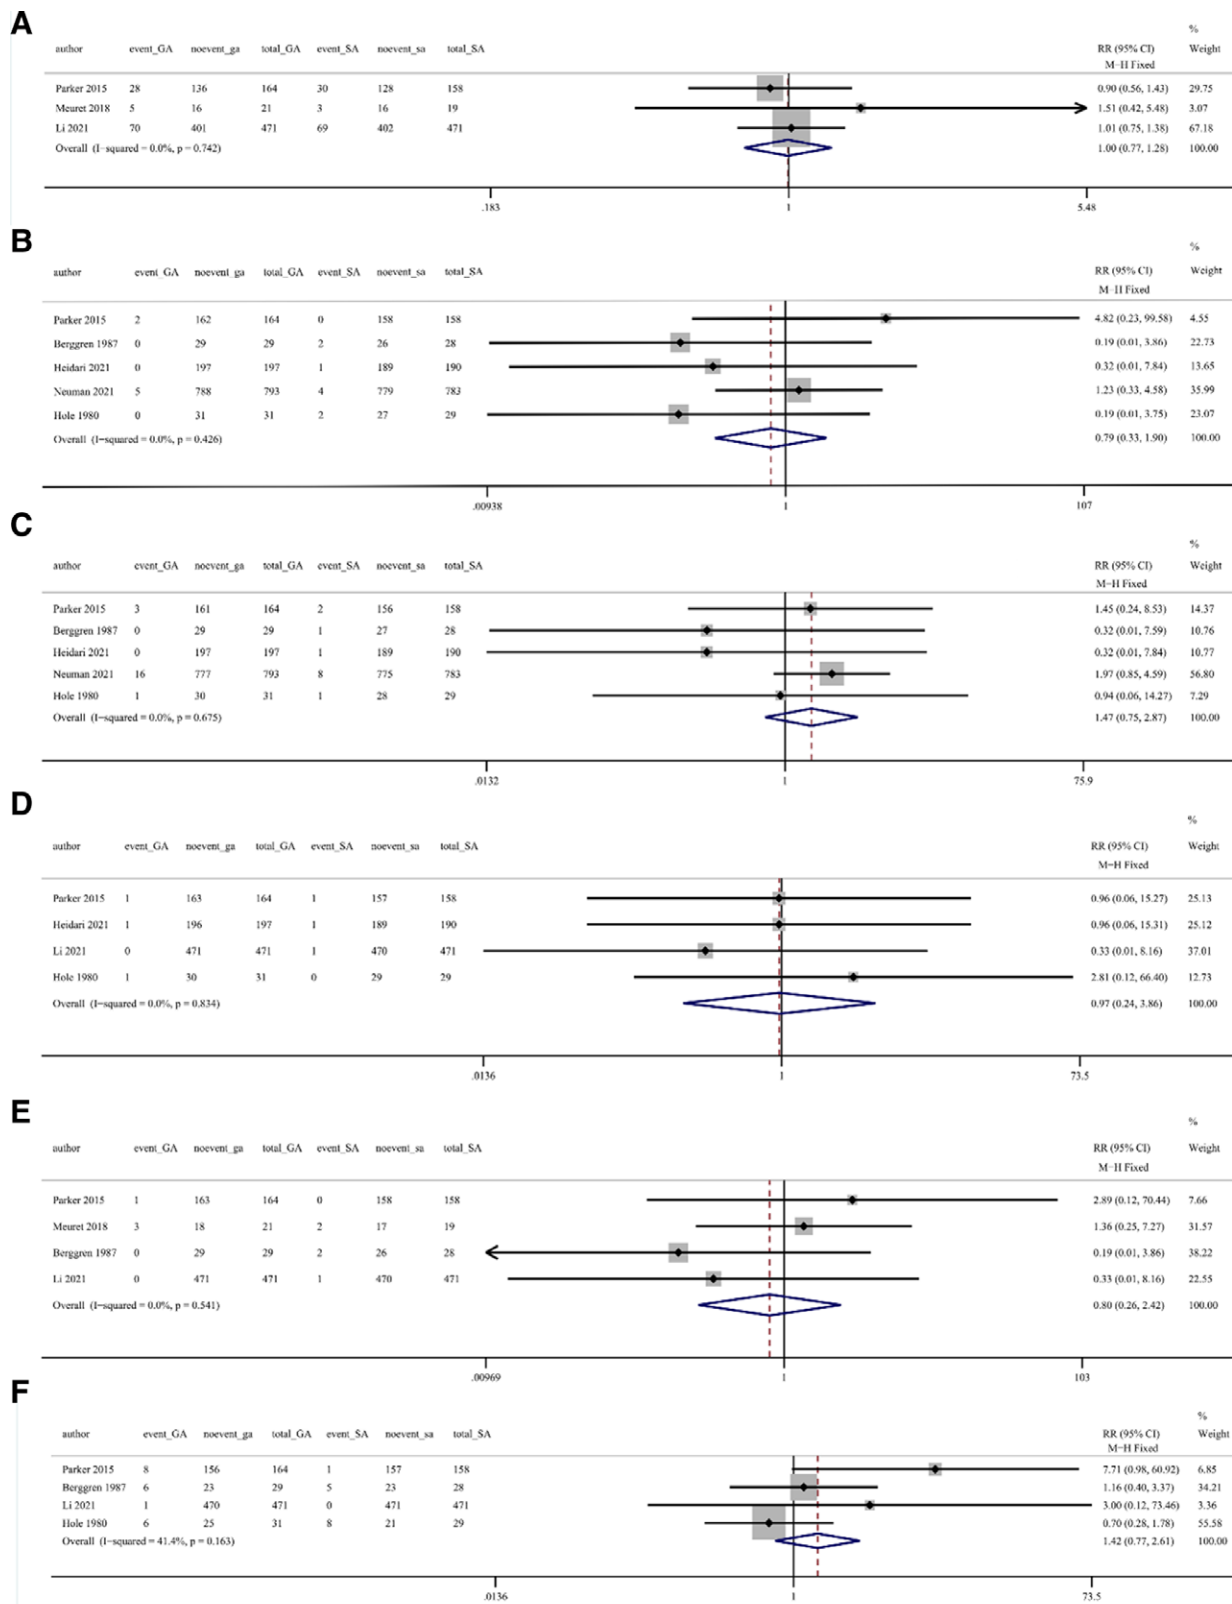 A
%
author event_GA noevent_ga total_GA event_SA noevent_sa total_SA RR (95% CI) Weight
M−H Fixed
Parker 2015 28 136 164 30 128 158 0.90 (0.56, 1.43) 29.75
Meuret 2018 5 16 21 3 16 19 1.51 (0.42, 5.48) 3.07
Li 2021 70 401 471 69 402 471 1.01 (0.75, 1.38) 67.18
Overall (I−squared = 0.0%, p = 0.742) 1.00 (0.77, 1.28) 100.00
.183 1 5.48
B
%
author event_GA noevent_ga total_GA event_SA noevent_sa total_SA RR (95% CI) Weight
M−H Fixed
Parker 2015 2 162 164 0 158 158 4.82 (0.23, 99.58) 4.55
Berggren 1987 0 29 29 2 26 28 0.19 (0.01, 3.86) 22.73
Heidari 2021 0 197 197 1 189 190 0.32 (0.01, 7.84) 13.65
Neuman 2021 5 788 793 4 779 783 1.23 (0.33, 4.58) 35.99
Hole 1980 0 31 31 2 27 29 0.19 (0.01, 3.75) 23.07
Overall (I−squared = 0.0%, p = 0.426) 0.79 (0.33, 1.90) 100.00
.00938 1 107
C
%
author event_GA noevent_ga total_GA event_SA noevent_sa total_SA RR (95% CI) Weight
M−H Fixed
Parker 2015 3 161 164 2 156 158 1.45 (0.24, 8.53) 14.37
Berggren 1987 0 29 29 1 27 28 0.32 (0.01, 7.59) 10.76
Heidari 2021 0 197 197 1 189 190 0.32 (0.01, 7.84) 10.77
Neuman 2021 16 777 793 8 775 783 1.97 (0.85, 4.59) 56.80
Hole 1980 1 30 31 1 28 29 0.94 (0.06, 14.27) 7.29
Overall (I−squared = 0.0%, p = 0.675) 1.47 (0.75, 2.87) 100.00
.0132 1 75.9
D
%
author event_GA noevent_ga total_GA event_SA noevent_sa total_SA RR (95% CI) Weight
M−H Fixed
Parker 2015 1 163 164 1 157 158 0.96 (0.06, 15.27) 25.13
Heidari 2021 1 196 197 1 189 190 0.96 (0.06, 15.31) 25.12
Li 2021 0 471 471 1 470 471 0.33 (0.01, 8.16) 37.01
Hole 1980 1 30 31 0 29 29 2.81 (0.12, 66.40) 12.73
Overall (I−squared = 0.0%, p = 0.834) 0.97 (0.24, 3.86) 100.00
.0136 1 73.5
E
%
author event_GA noevent_ga total_GA event_SA noevent_sa total_SA RR (95% CI) Weight
M−H Fixed
Parker 2015 1 163 164 0 158 158 2.89 (0.12, 70.44) 7.66
Meuret 2018 3 18 21 2 17 19 1.36 (0.25, 7.27) 31.57
Berggren 1987 0 29 29 2 26 28 0.19 (0.01, 3.86) 38.22
Li 2021 0 471 471 1 470 471 0.33 (0.01, 8.16) 22.55
Overall (I−squared = 0.0%, p = 0.541) 0.80 (0.26, 2.42) 100.00
.00969 1 103
F
%
author event_GA noevent_ga total_GA event_SA noevent_sa total_SA RR (95% CI) Weight
M−H Fixed
Parker 2015 8 156 164 1 157 158 7.71 (0.98, 60.92) 6.85
Berggren 1987 6 23 29 5 23 28 1.16 (0.40, 3.37) 34.21
Li 2021 1 470 471 0 471 471 3.00 (0.12, 73.46) 3.36
Hole 1980 6 25 31 8 21 29 0.70 (0.28, 1.78) 55.58
Overall (I−squared = 41.4%, p = 0.163) 1.42 (0.77, 2.61) 100.00
.0136 1 73.5